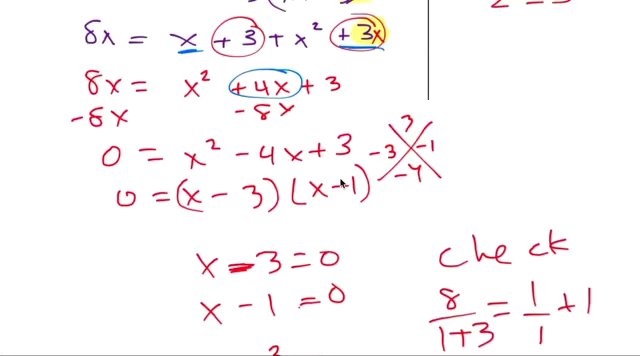 8x = x + 3 + x² + 3x
8x = x² + 4x + 3
-8x - 8x
0 = x² - 4x + 3
3
-3 -1
-4
0 = (x - 3) (x - 1)
x - 3 = 0
x - 1 = 0
check
8/(1+3) = 1/1 + 1